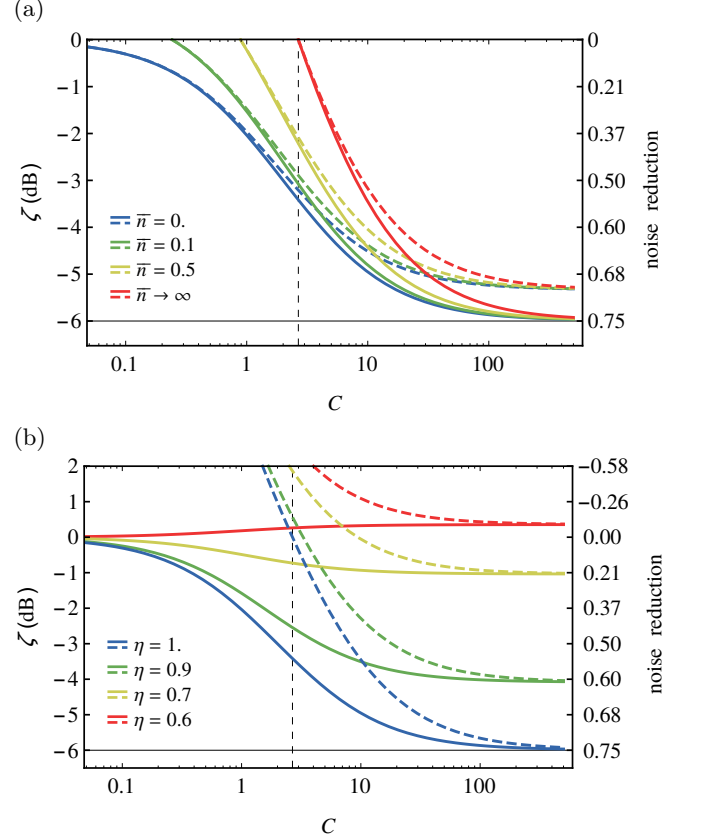 (a)
0 0
−1 0.21
−2 0.37
−3 0.50
−4 0.60
−5 0.68
−6 0.75
ζ (dB)
noise reduction
n̅ = 0.
n̅ = 0.1
n̅ = 0.5
n̅ → ∞
0.1 1 10 100
C
(b)
2 −0.58
1 −0.26
0 0.00
−1 0.21
−2 0.37
−3 0.50
−4 0.60
−5 0.68
−6 0.75
ζ (dB)
noise reduction
η = 1.
η = 0.9
η = 0.7
η = 0.6
0.1 1 10 100
C